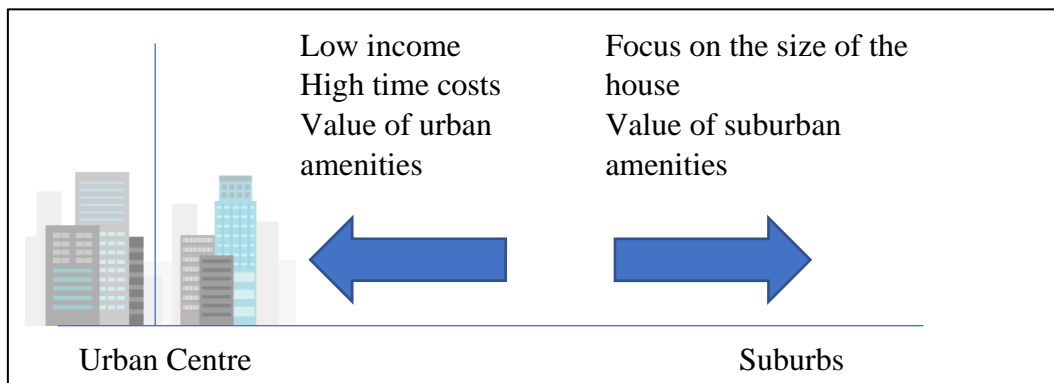 Low income
High time costs
Value of urban
amenities
Focus on the size of the
house
Value of suburban
amenities
Urban Centre
Suburbs